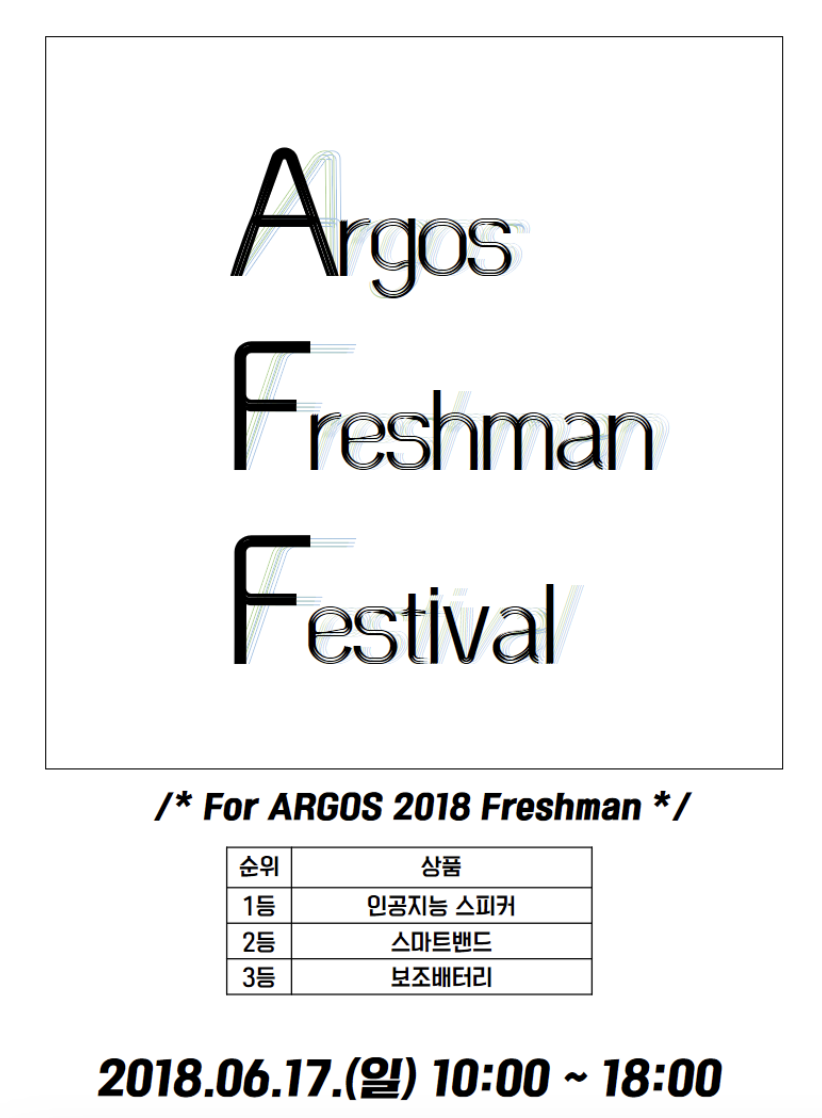 Argos
Freshman
Festival
/* For ARGOS 2018 Freshman */
순위 상품
1등 인공지능 스피커
2등 스마트밴드
3등 보조배터리
2018.06.17.(일) 10:00 ~ 18:00